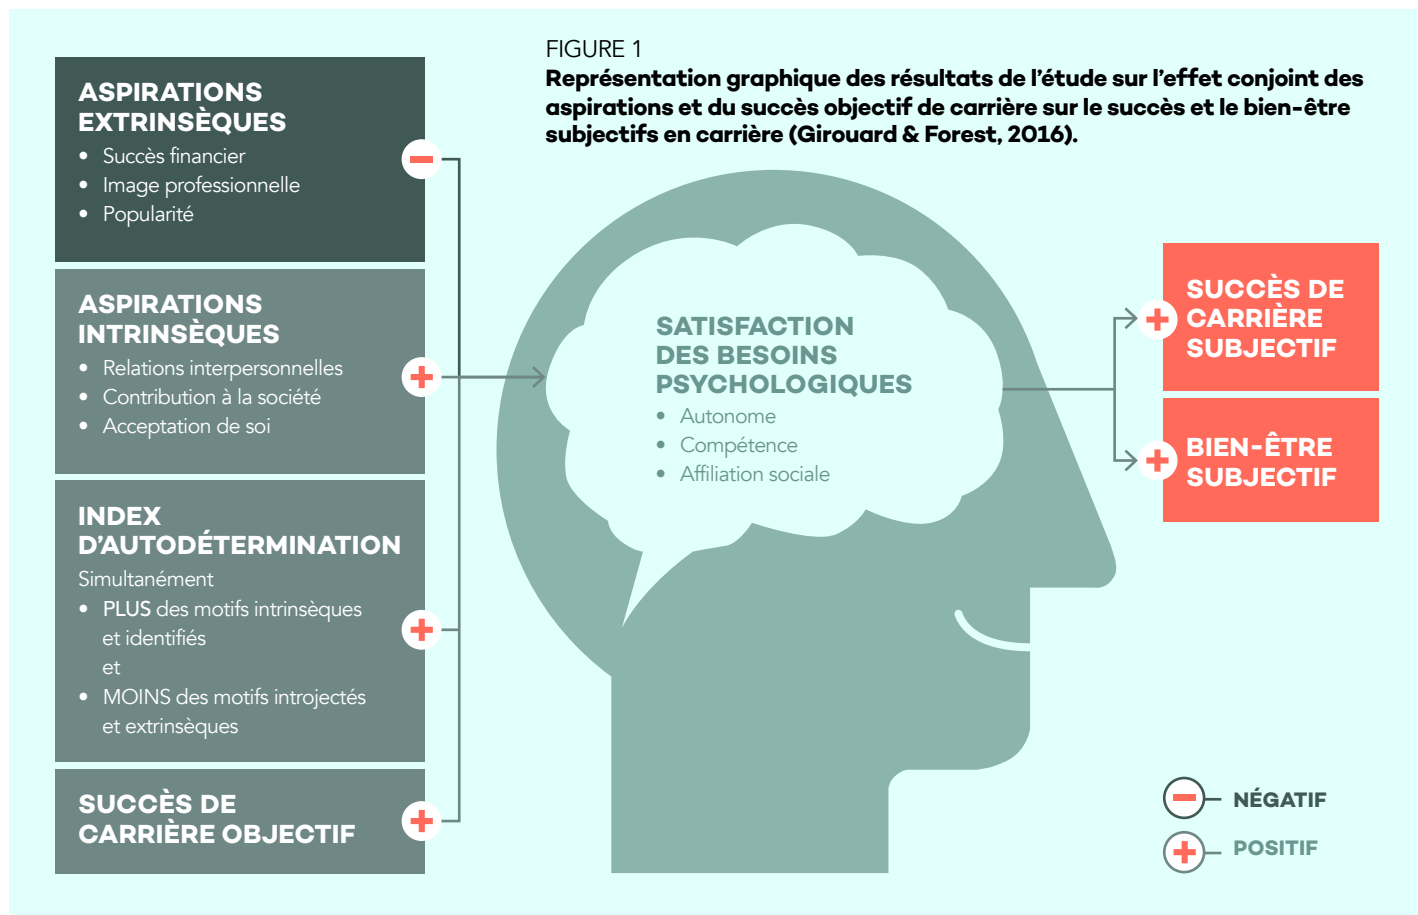 FIGURE 1
Représentation graphique des résultats de l'étude sur l'effet conjoint des
aspirations et du succès objectif de carrière sur le succès et le bien-être
subjectifs en carrière (Girouard & Forest, 2016).
ASPIRATIONS
EXTRINSÈQUES
• Succès financier
• Image professionnelle
• Popularité
ASPIRATIONS
INTRINSÈQUES
• Relations interpersonnelles
• Contribution à la société
• Acceptation de soi
INDEX
D'AUTODÉTERMINATION
Simultanément
• PLUS des motifs intrinsèques
et identifiés
et
• MOINS des motifs introjectés
et extrinsèques
SUCCÈS DE
CARRIÈRE OBJECTIF
SATISFACTION
DES BESOINS
PSYCHOLOGIQUES
• Autonome
• Compétence
• Affiliation sociale
SUCCÈS DE
CARRIÈRE
SUBJECTIF
BIEN-ÊTRE
SUBJECTIF
NÉGATIF
POSITIF